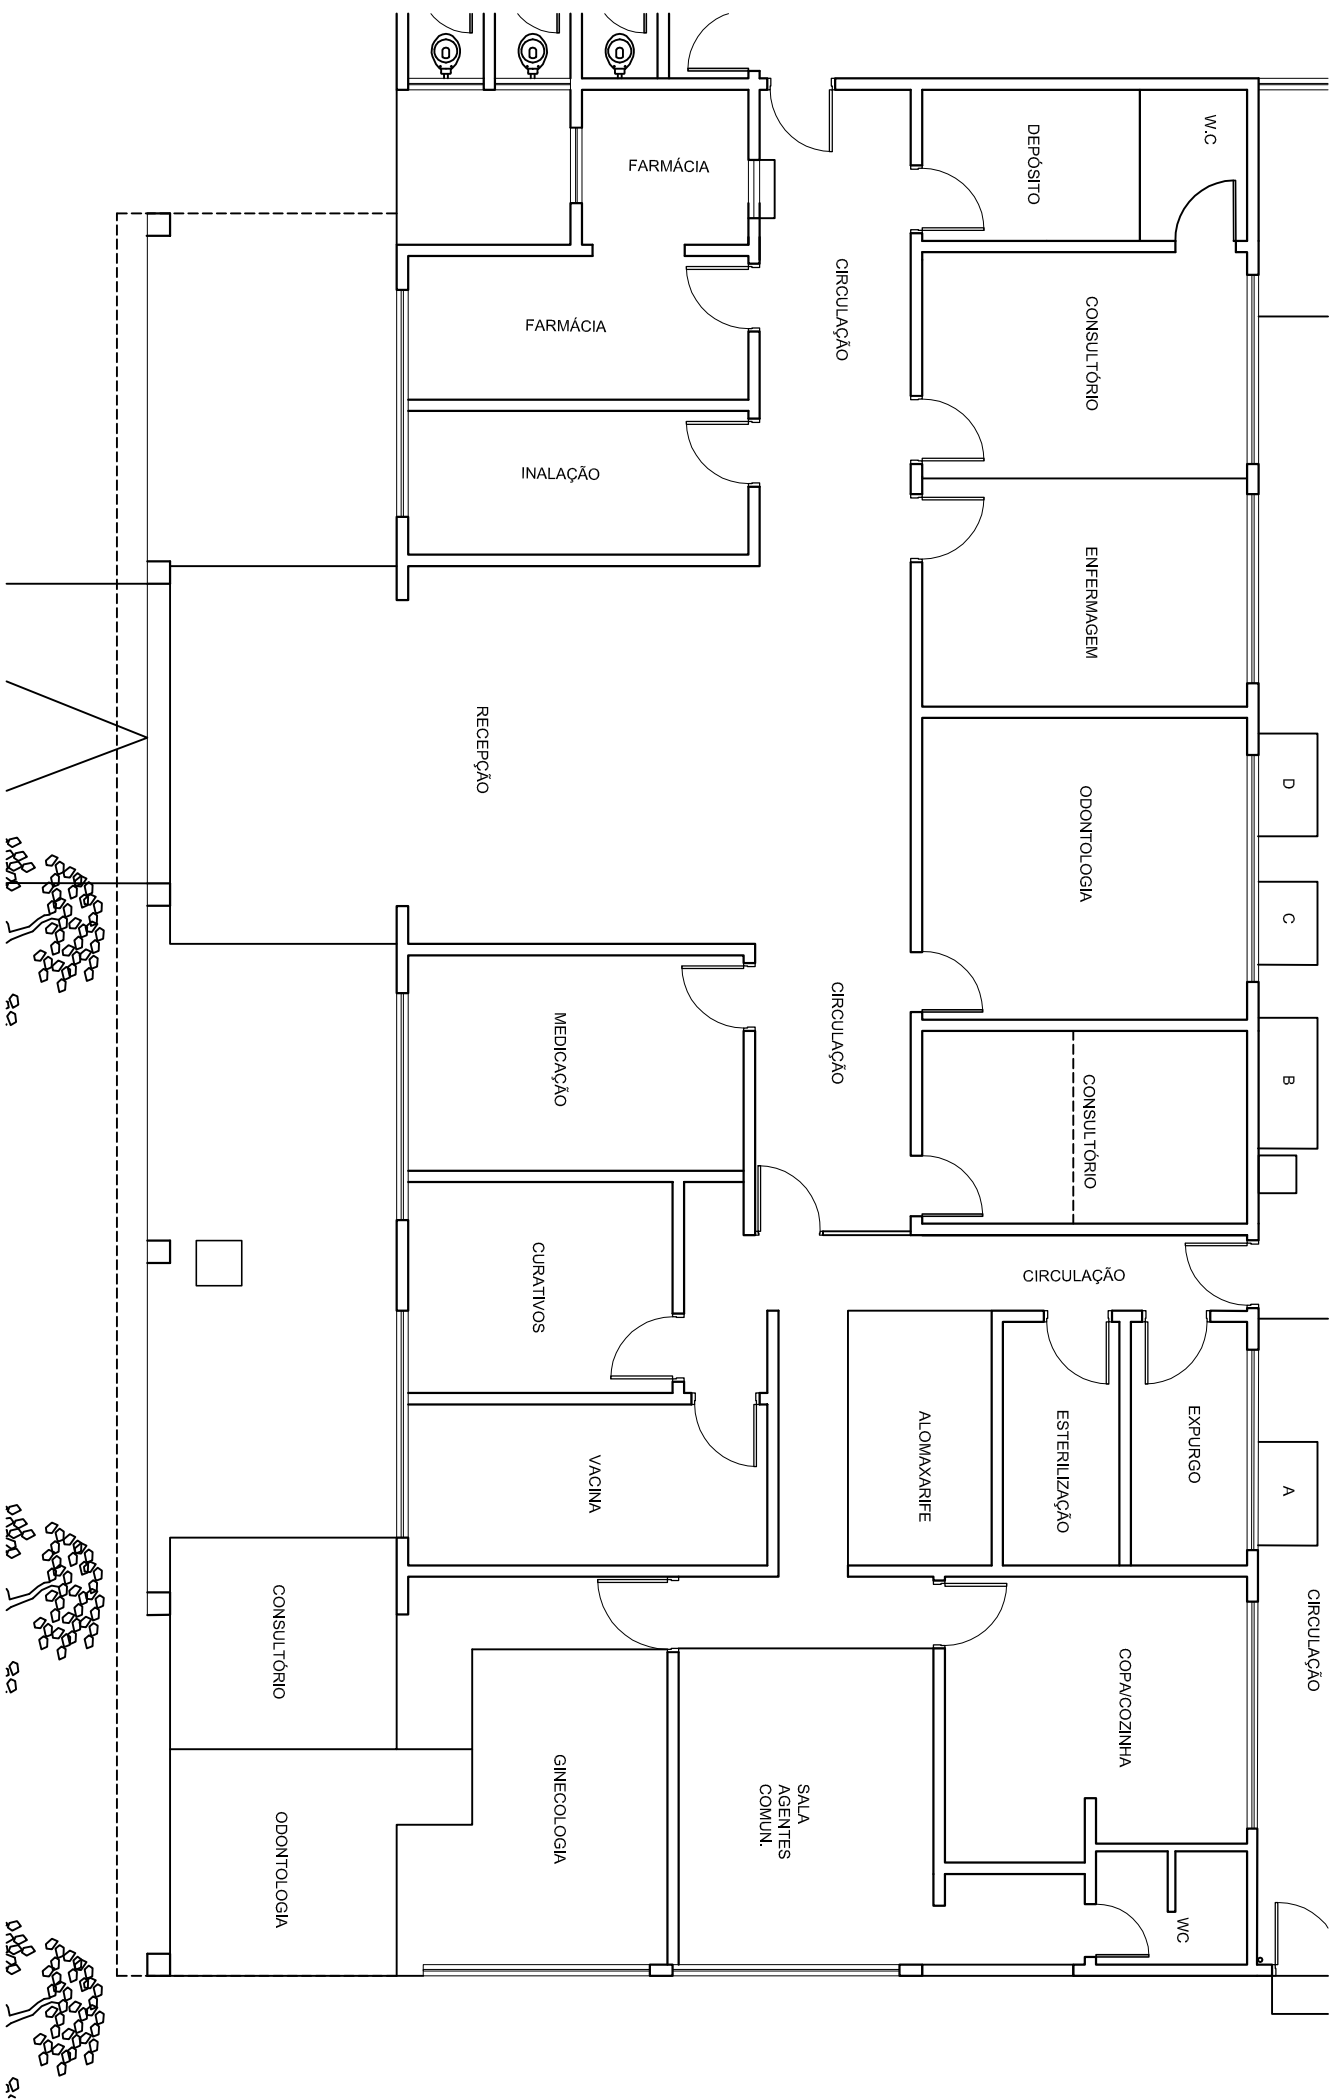 W.C
DEPÓSITO
FARMÁCIA
CIRCULAÇÃO
CONSULTÓRIO
FARMÁCIA
INALAÇÃO
ENFERMAGEM
RECEPÇÃO
ODONTOLOGIA
D
C
B
CIRCULAÇÃO
MEDICAÇÃO
CONSULTÓRIO
CURATIVOS
CIRCULAÇÃO
VACINA
ALOMAXARIFE
ESTERILIZAÇÃO
EXPURGO
A
CIRCULAÇÃO
CONSULTÓRIO
COPA/COZINHA
GINECOLOGIA
SALA
AGENTES
COMUN.
ODONTOLOGIA
WC